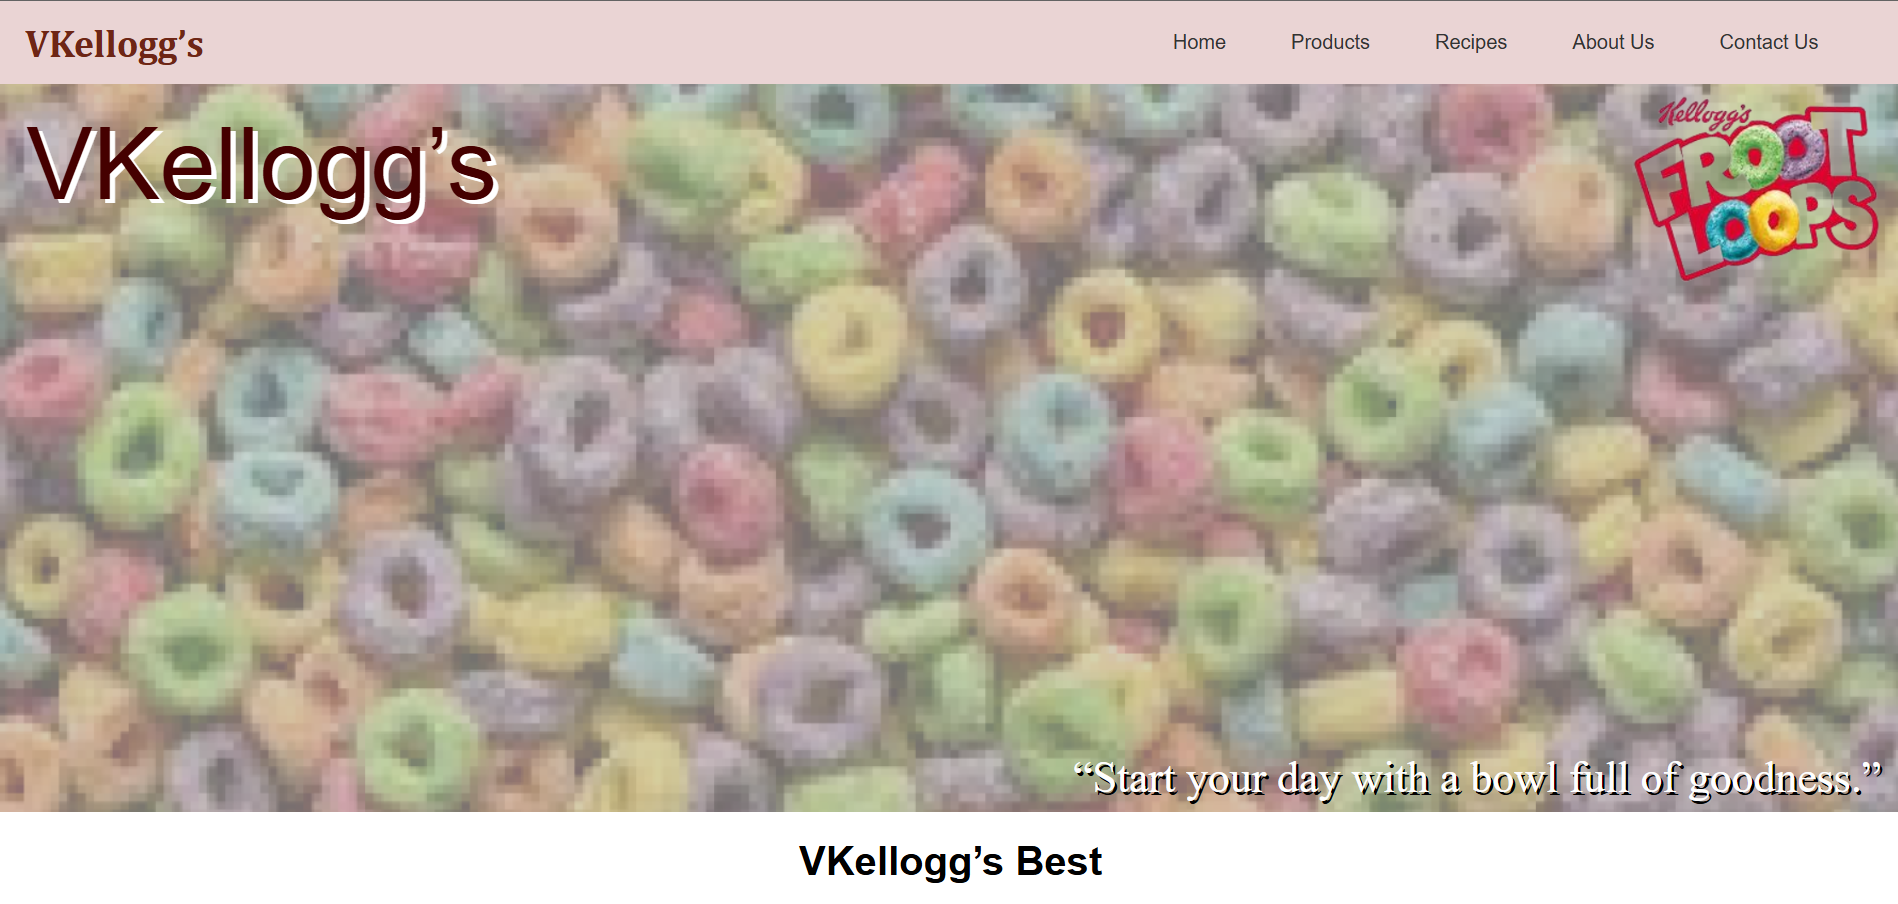 VKellogg’s
Home
Products
Recipes
About Us
Contact Us
VKellogg’s
Kellogg's
FROOT
LOOPS
“Start your day with a bowl full of goodness.”
VKellogg’s Best